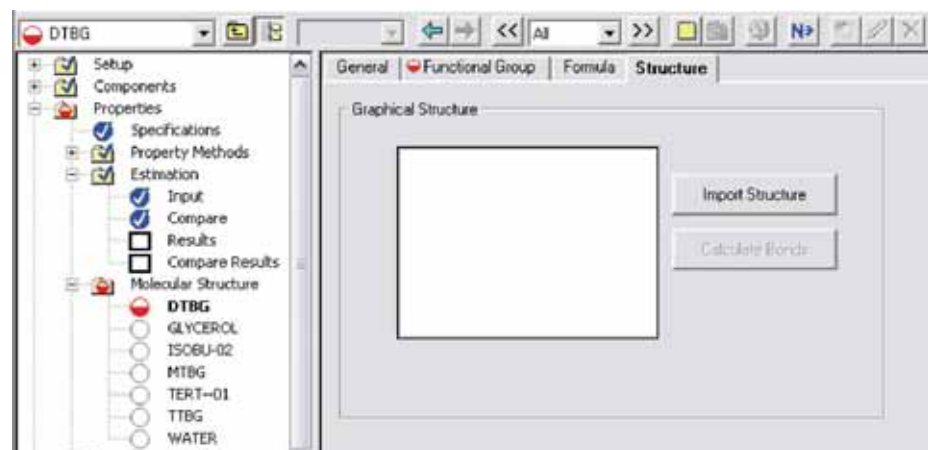 DTBG << All >> N>
Setup
Components
Properties
Specifications
Property Methods
Estimation
Input
Compare
Results
Compare Results
Molecular Structure
DTBG
GLYCEROL
ISOBU-02
MTBG
TERT--01
TTBG
WATER
General Functional Group Formula Structure
Graphical Structure
Import Structure
Calculate Bonds